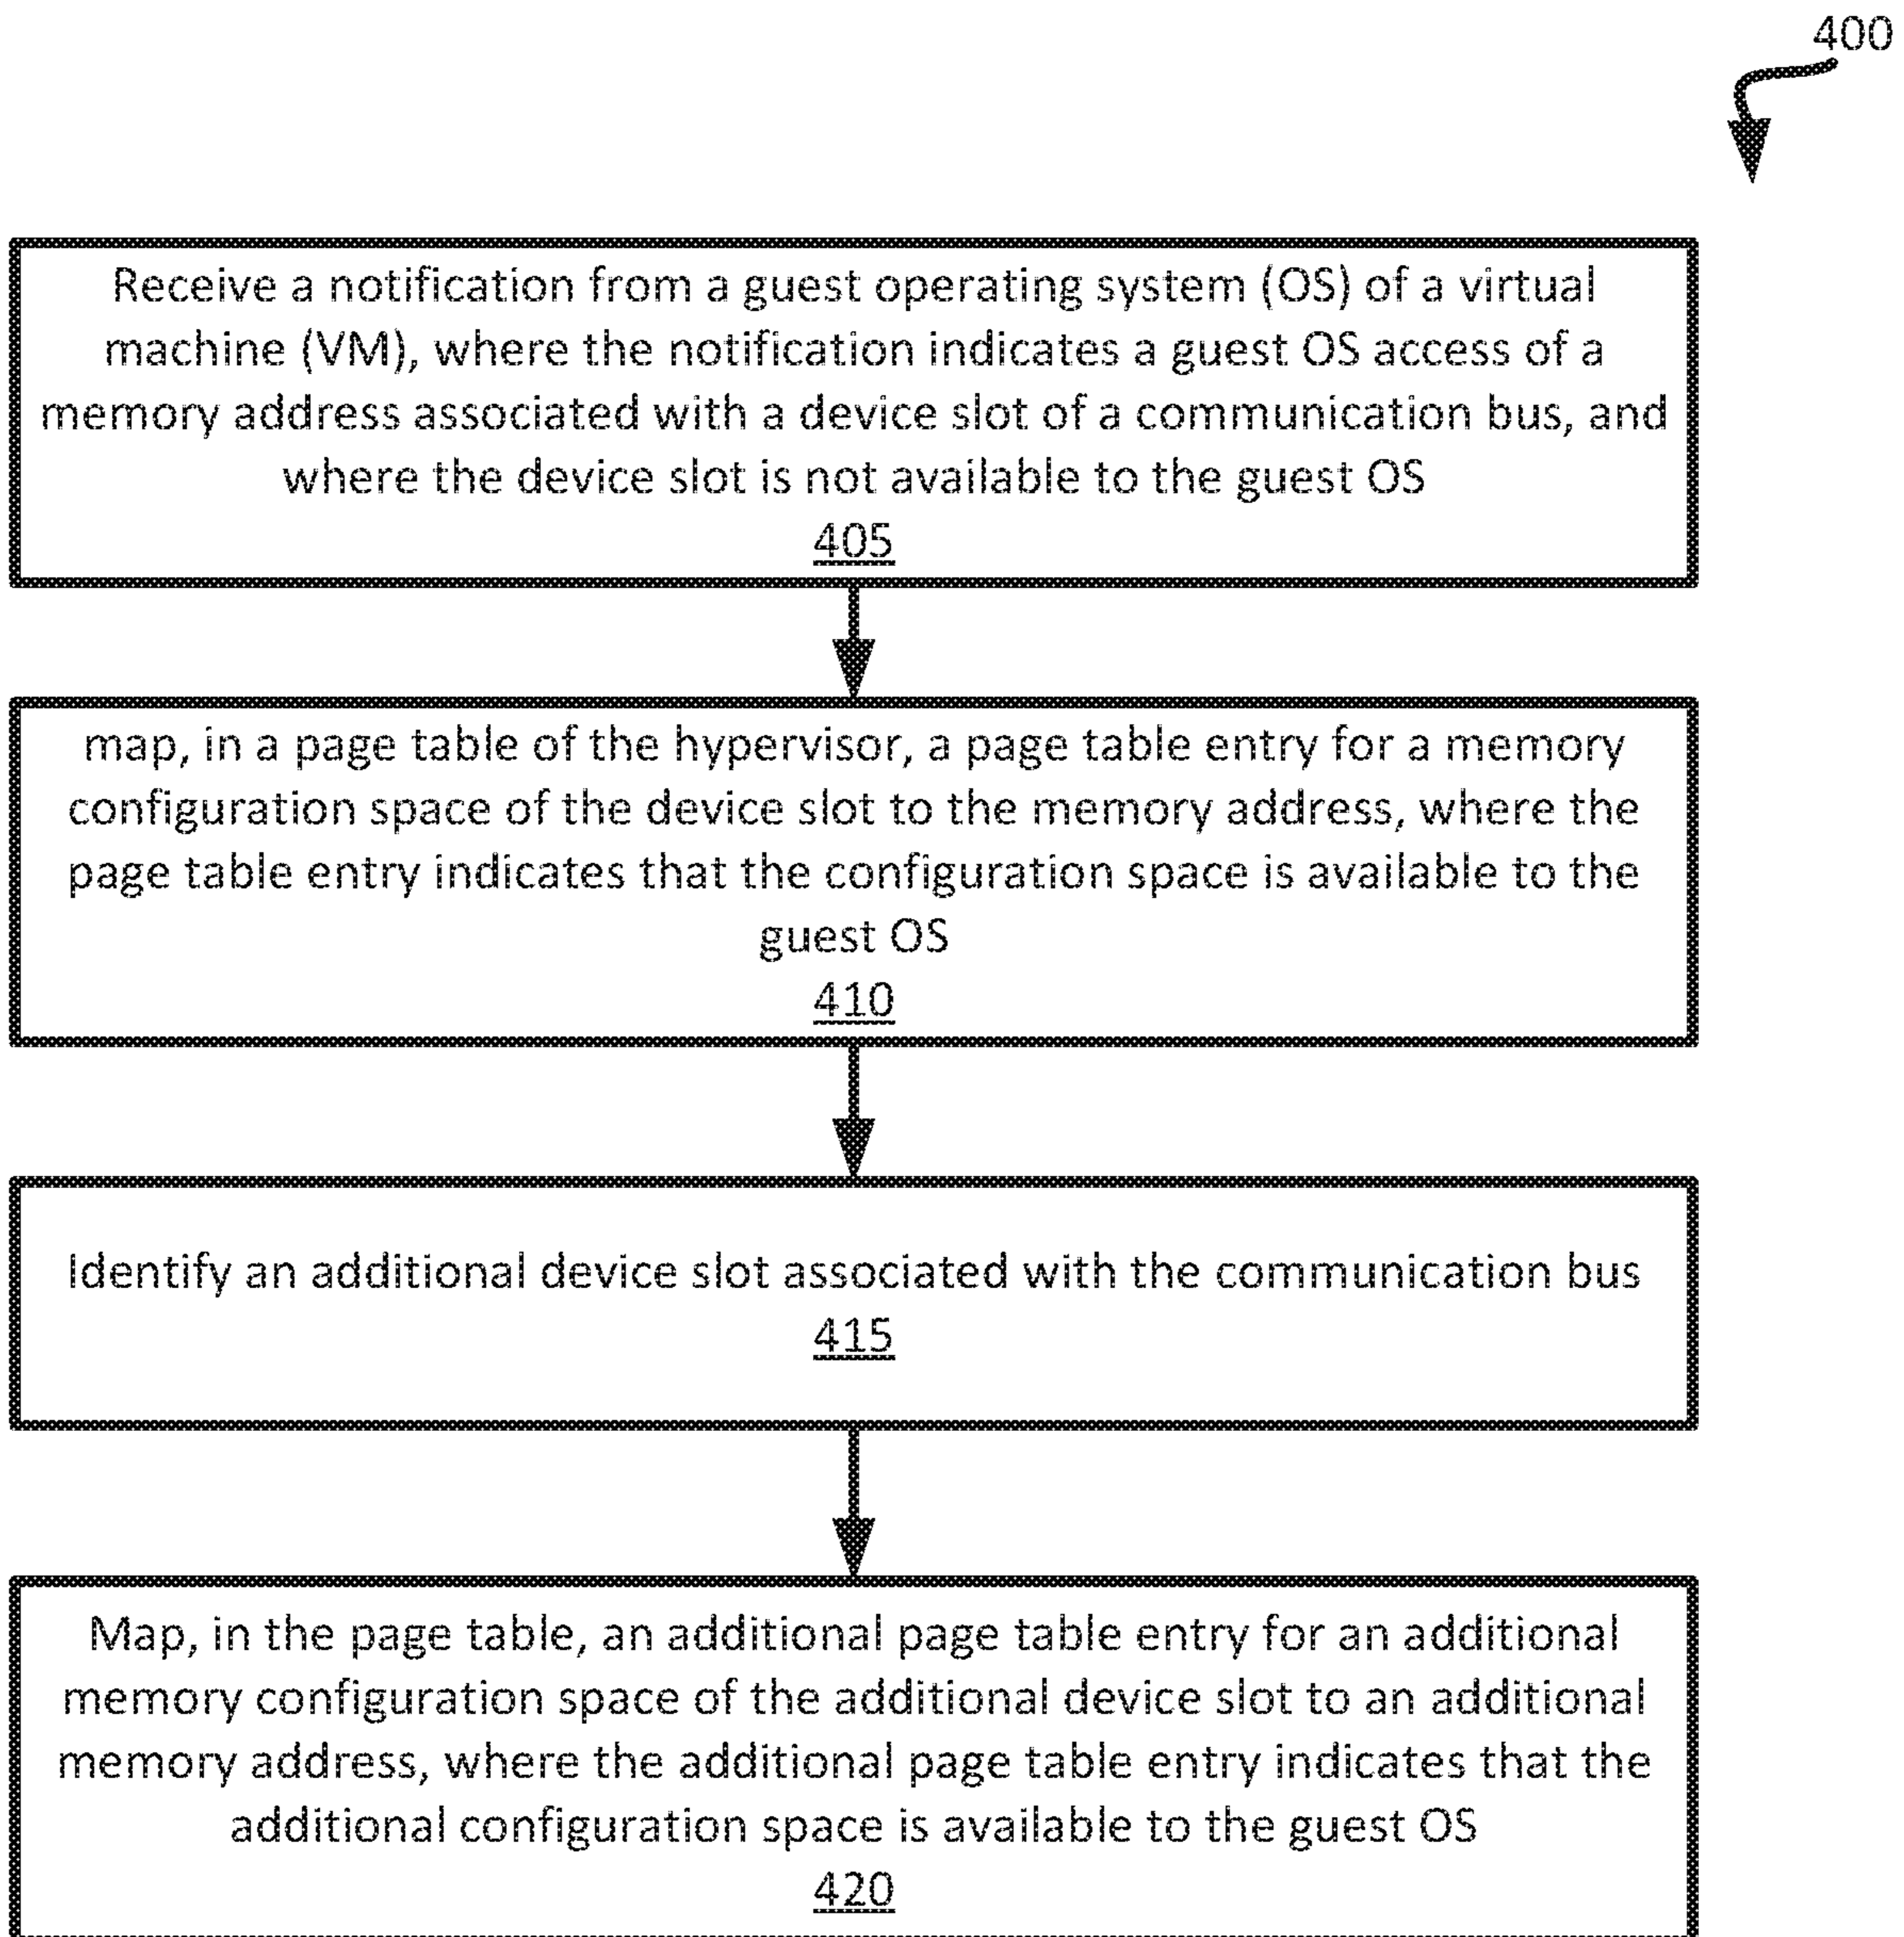 400
Receive a notification from a guest operating system (OS) of a virtual
machine (VM), where the notification indicates a guest OS access of a
memory address associated with a device slot of a communication bus, and
where the device slot is not available to the guest OS
405
map, in a page table of the hypervisor, a page table entry for a memory
configuration space of the device slot to the memory address, where the
page table entry indicates that the configuration space is available to the
guest OS
410
Identify an additional device slot associated with the communication bus
415
Map, in the page table, an additional page table entry for an additional
memory configuration space of the additional device slot to an additional
memory address, where the additional page table entry indicates that the
additional configuration space is available to the guest OS
420